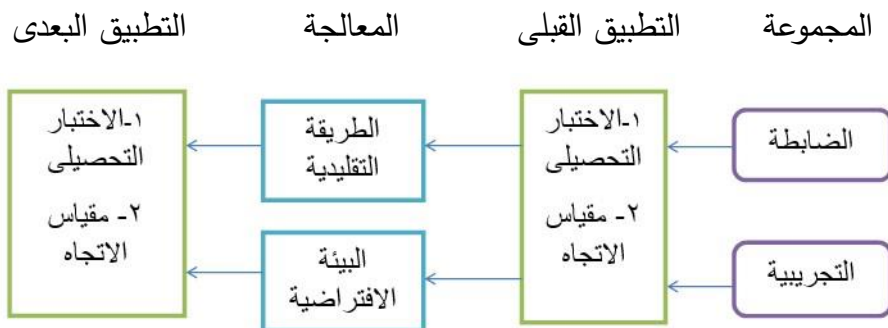 المجموعة
التطبيق القبلى
المعالجة
التطبيق البعدى
الضابطة
التجريبية
١-الاختبار
التحصيلى
٢- مقياس
الاتجاه
الطريقة
التقليدية
البيئة
الافتراضية
١-الاختبار
التحصيلى
٢- مقياس
الاتجاه